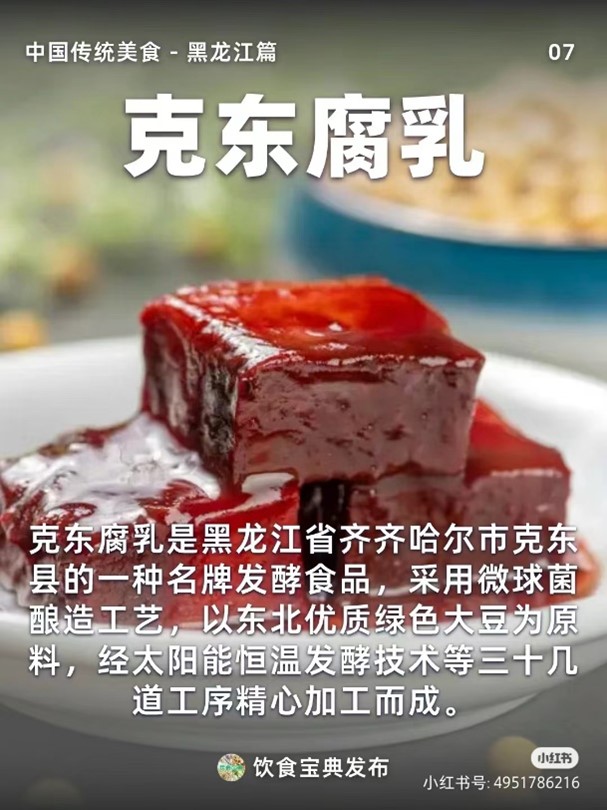 中国传统美食 - 黑龙江篇
07
克东腐乳
克东腐乳是黑龙江省齐齐哈尔市克东
县的一种名牌发酵食品，采用微球菌
酿造工艺，以东北优质绿色大豆为原
料，经太阳能恒温发酵技术等三十几
道工序精心加工而成。
饮食宝典发布
小红书
小红书号: 4951786216